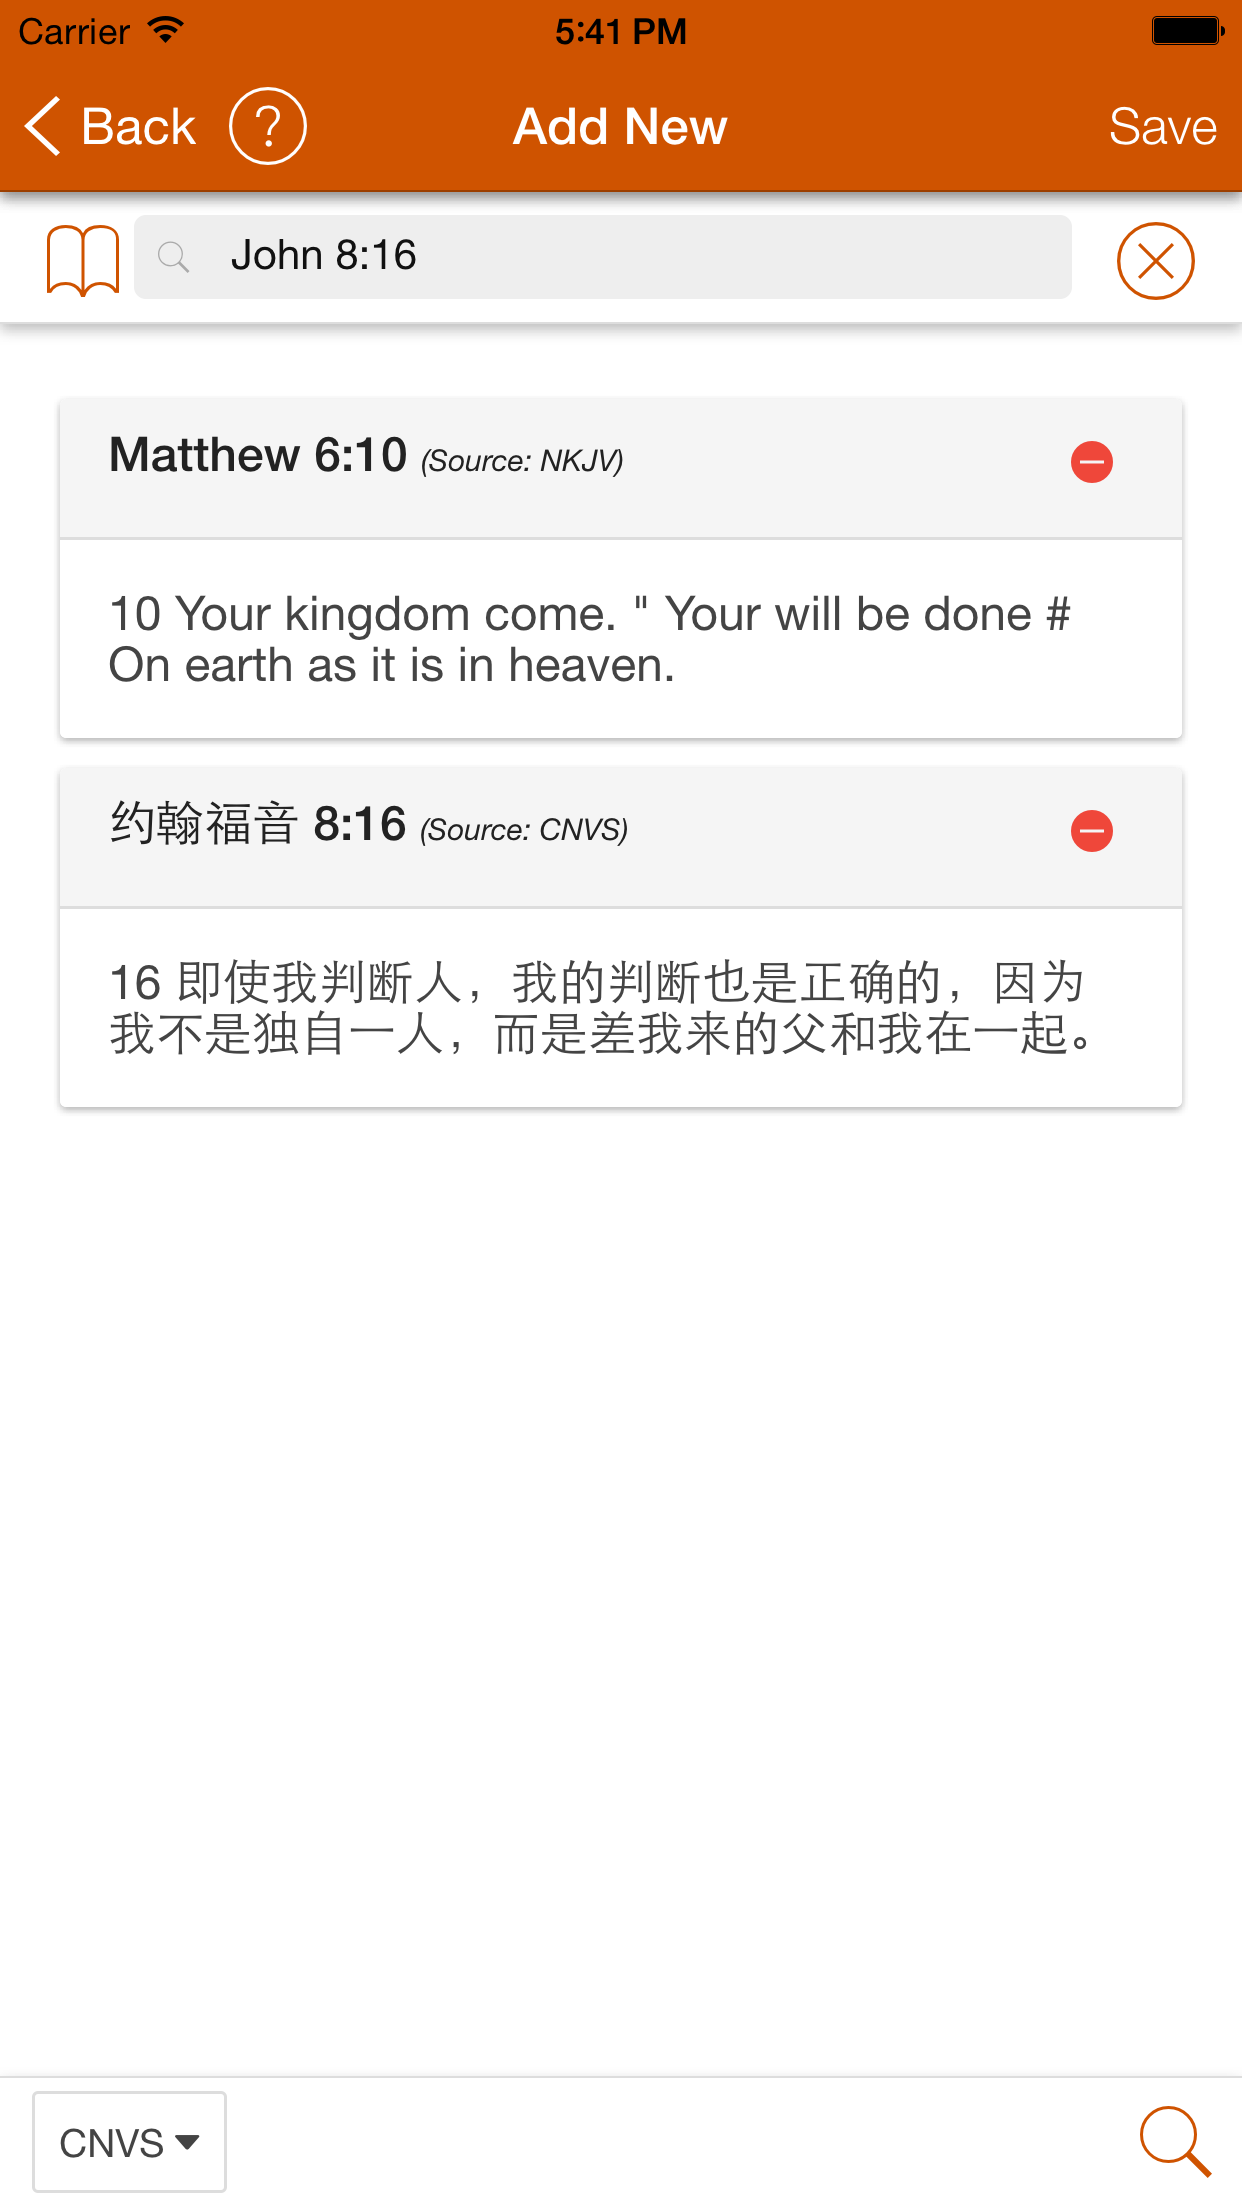 Carrier 5:41 PM
Back ? Add New Save
John 8:16
Matthew 6:10 (Source: NKJV)
10 Your kingdom come. " Your will be done #
On earth as it is in heaven.
约翰福音 8:16 (Source: CNVS)
16 即使我判断人，我的判断也是正确的，因为
我不是独自一人，而是差我来的父和我在一起。
CNVS